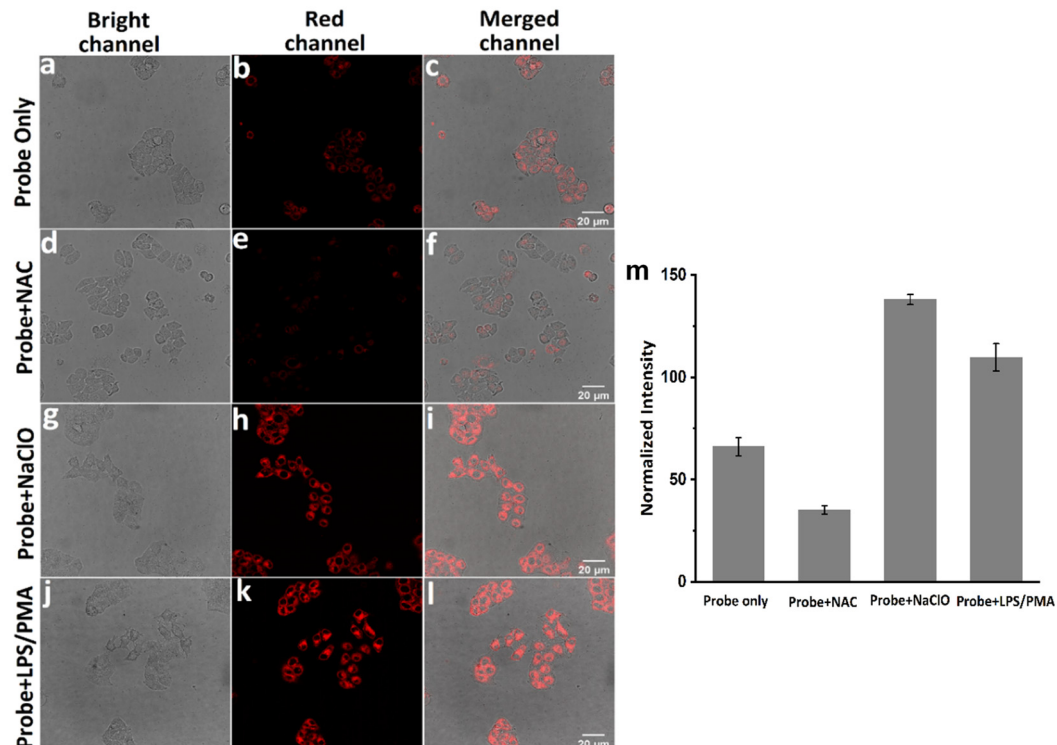 Bright channel
Red channel
Merged channel
Probe Only
a
b
c
20 µm
Probe+NAC
d
e
f
20 µm
Probe+NaClO
g
h
i
20 µm
Probe+LPS/PMA
j
k
l
20 µm
m
Normalized Intensity
150
100
50
0
Probe only
Probe+NAC
Probe+NaClO
Probe+LPS/PMA